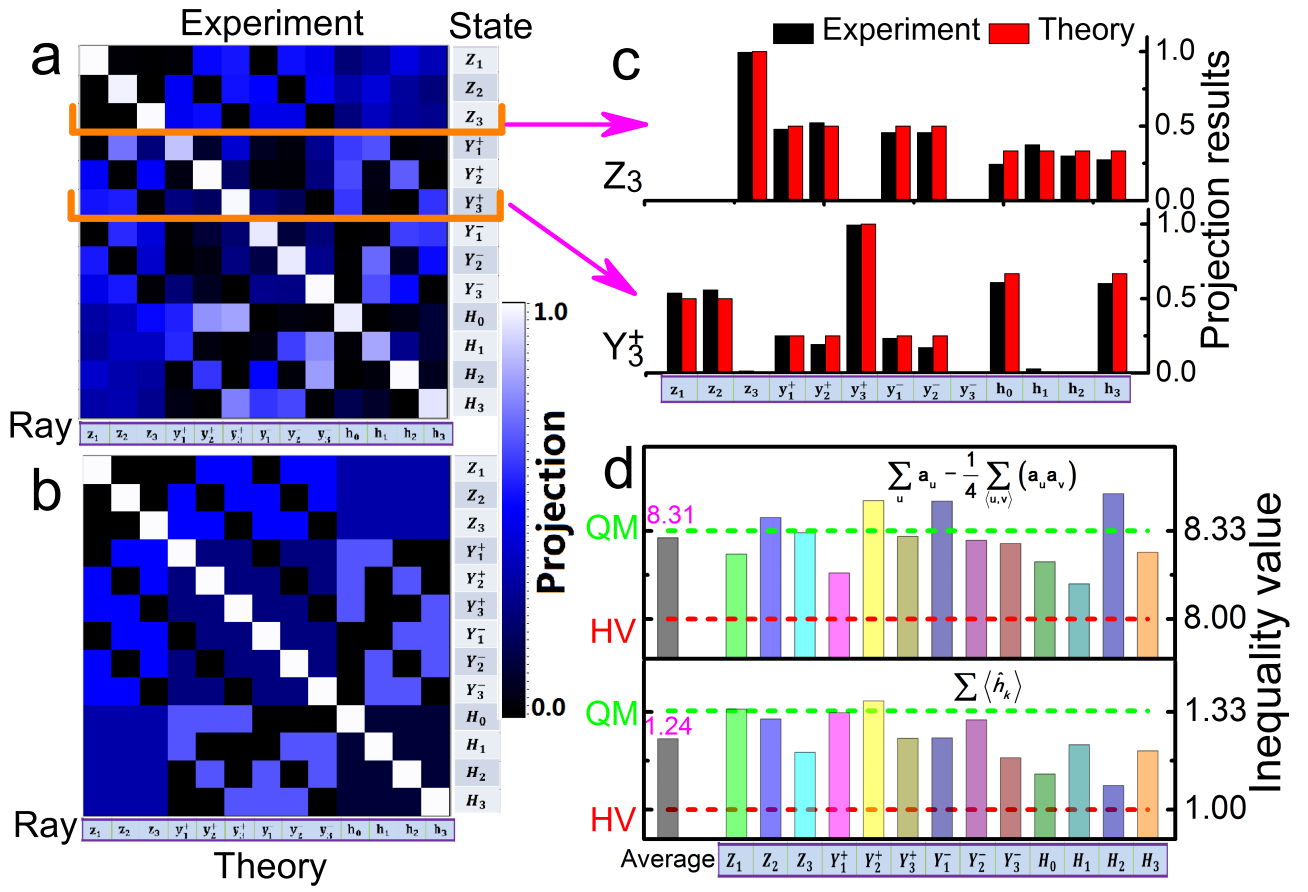 Experiment
State
a
Z₁
Z₂
Z₃
Y₁⁺
Y₂⁺
Y₃⁺
Y₁⁻
Y₂⁻
Y₃⁻
H₀
H₁
H₂
H₃
Ray
z₁ z₂ z₃ y₁⁺ y₂⁺ y₃⁺ y₁⁻ y₂⁻ y₃⁻ h₀ h₁ h₂ h₃
b
Z₁
Z₂
Z₃
Y₁⁺
Y₂⁺
Y₃⁺
Y₁⁻
Y₂⁻
Y₃⁻
H₀
H₁
H₂
H₃
Ray
z₁ z₂ z₃ y₁⁺ y₂⁺ y₃⁺ y₁⁻ y₂⁻ y₃⁻ h₀ h₁ h₂ h₃
Theory
1.0
0.0
Projection
c
Experiment Theory
Z₃
1.0
0.5
0.0
Y₃⁺
1.0
0.5
0.0
Projection results
z₁ z₂ z₃ y₁⁺ y₂⁺ y₃⁺ y₁⁻ y₂⁻ y₃⁻ h₀ h₁ h₂ h₃
d
∑ᵤ aᵤ − 1/4 ∑⟨u,v⟩ (aᵤaᵥ)
QM 8.31 8.33
HV 8.00
∑ ⟨ĥₖ⟩
QM 1.24 1.33
HV 1.00
Inequality value
Average Z₁ Z₂ Z₃ Y₁⁺ Y₂⁺ Y₃⁺ Y₁⁻ Y₂⁻ Y₃⁻ H₀ H₁ H₂ H₃